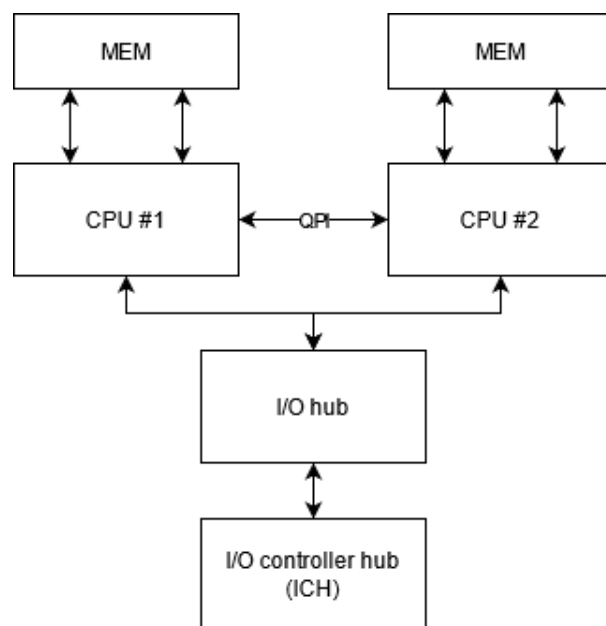 MEM
MEM
CPU #1
QPI
CPU #2
I/O hub
I/O controller hub
(ICH)